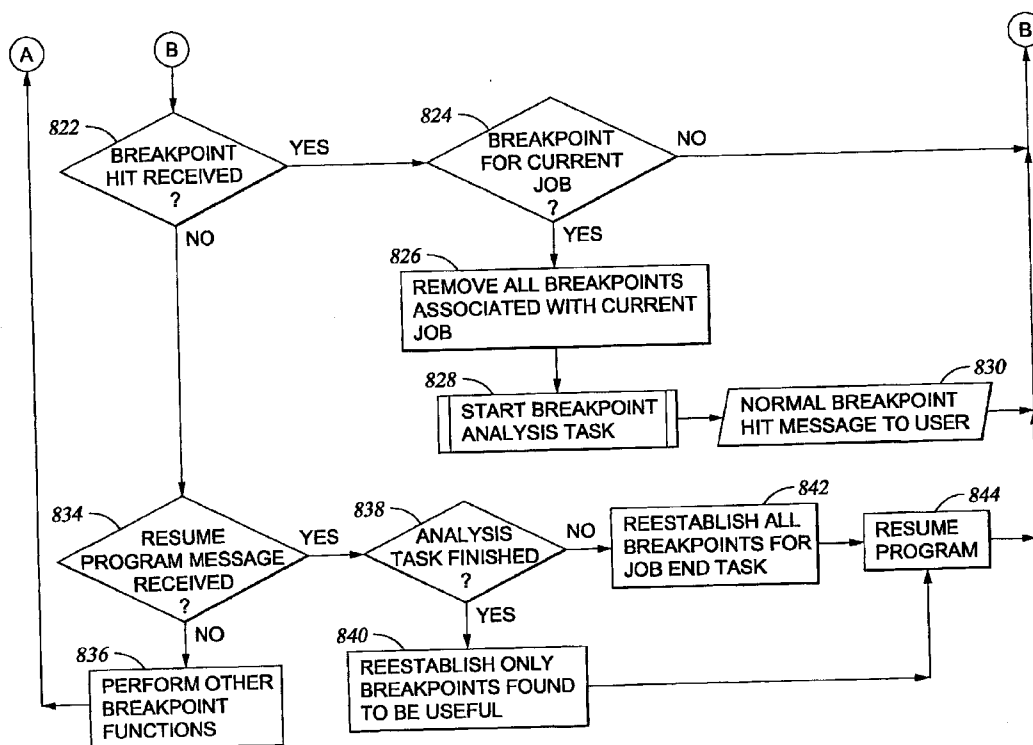 A
B
B
822
BREAKPOINT
HIT RECEIVED
?
YES
NO
824
BREAKPOINT
FOR CURRENT
JOB
?
NO
YES
826
REMOVE ALL BREAKPOINTS
ASSOCIATED WITH CURRENT
JOB
828
START BREAKPOINT
ANALYSIS TASK
830
NORMAL BREAKPOINT
HIT MESSAGE TO USER
834
RESUME
PROGRAM MESSAGE
RECEIVED
?
YES
NO
836
PERFORM OTHER
BREAKPOINT
FUNCTIONS
838
ANALYSIS
TASK FINISHED
?
NO
YES
840
REESTABLISH ONLY
BREAKPOINTS FOUND
TO BE USEFUL
842
REESTABLISH ALL
BREAKPOINTS FOR
JOB END TASK
844
RESUME
PROGRAM